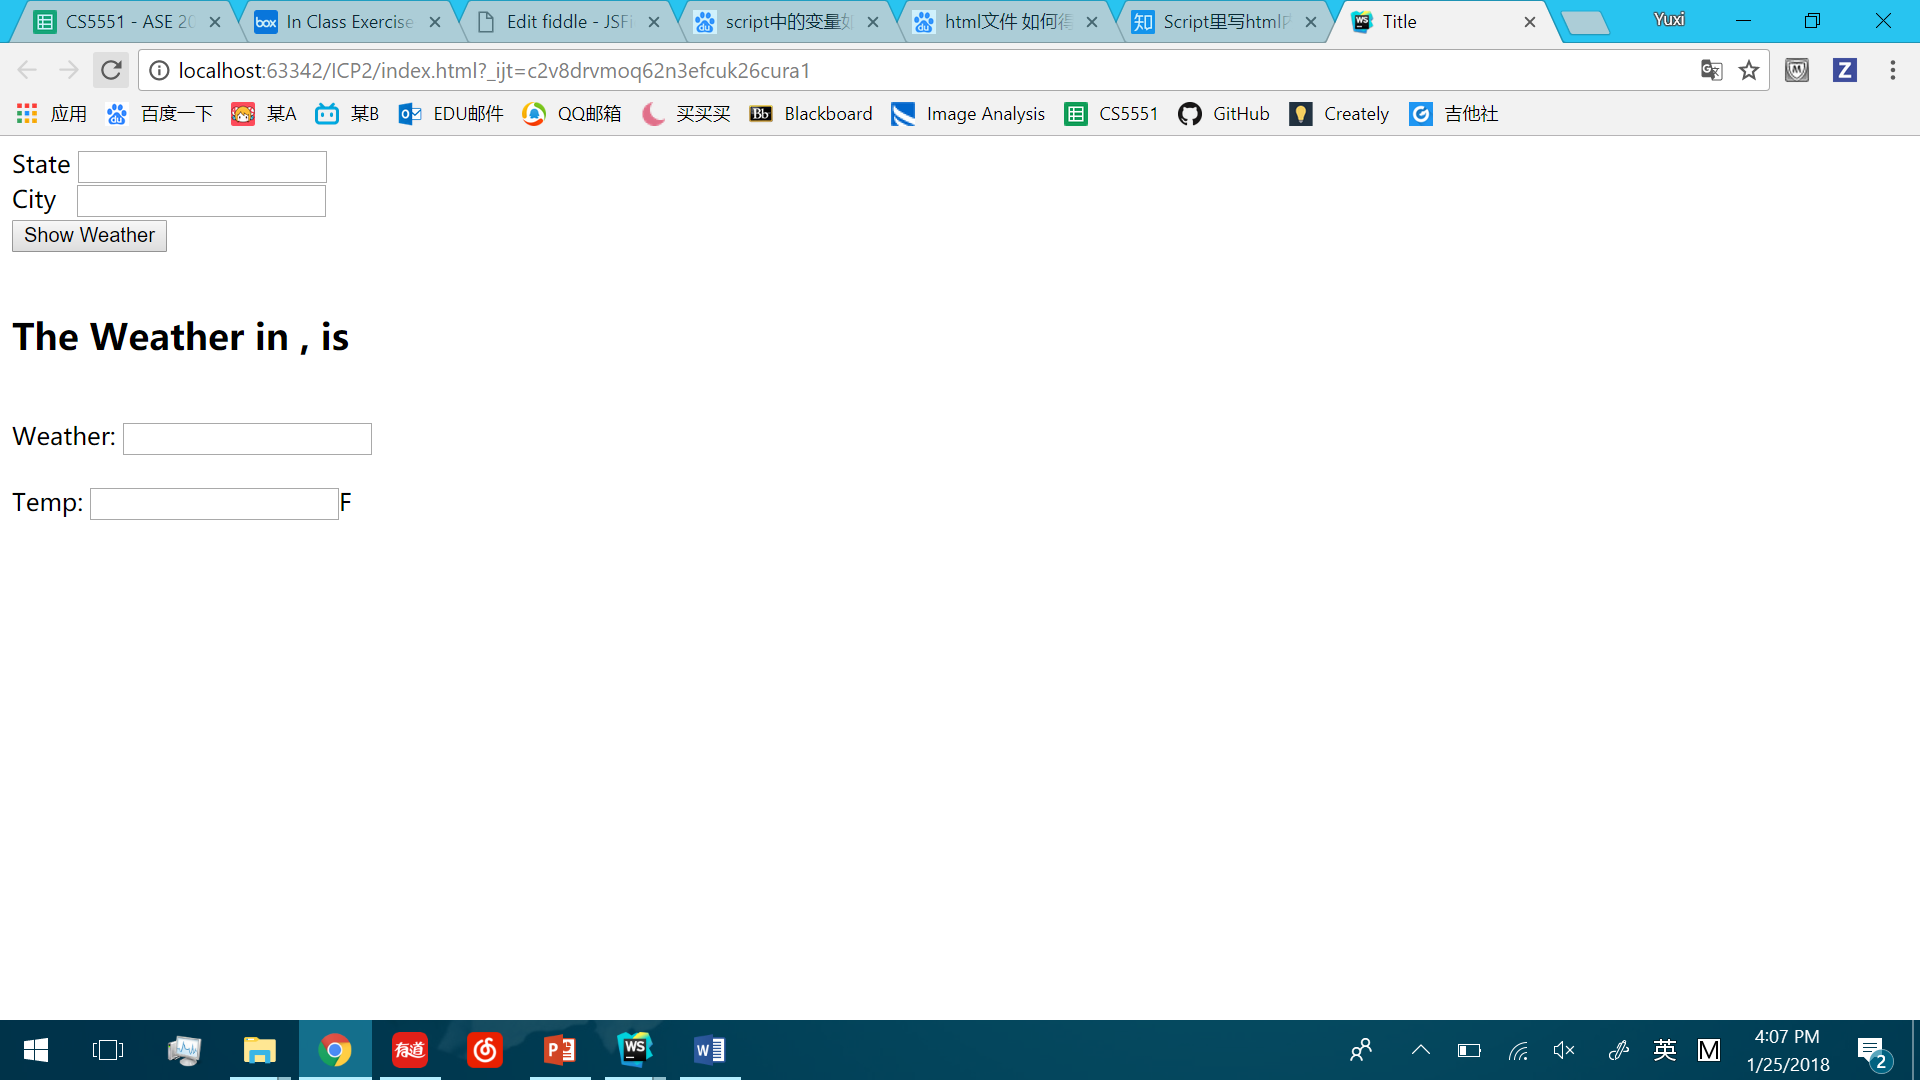 CS5551 - ASE 20
In Class Exercise
Edit fiddle - JSFi
script中的变量如
html文件 如何得
Script里写html内
Title
Yuxi
localhost:63342/ICP2/index.html?_ijt=c2v8drvmoq62n3efcuk26cura1
应用
百度一下
某A
某B
EDU邮件
QQ邮箱
买买买
Blackboard
Image Analysis
CS5551
GitHub
Creately
吉他社
State
City
Show Weather
The Weather in , is
Weather:
Temp: F
英
4:07 PM
1/25/2018
2